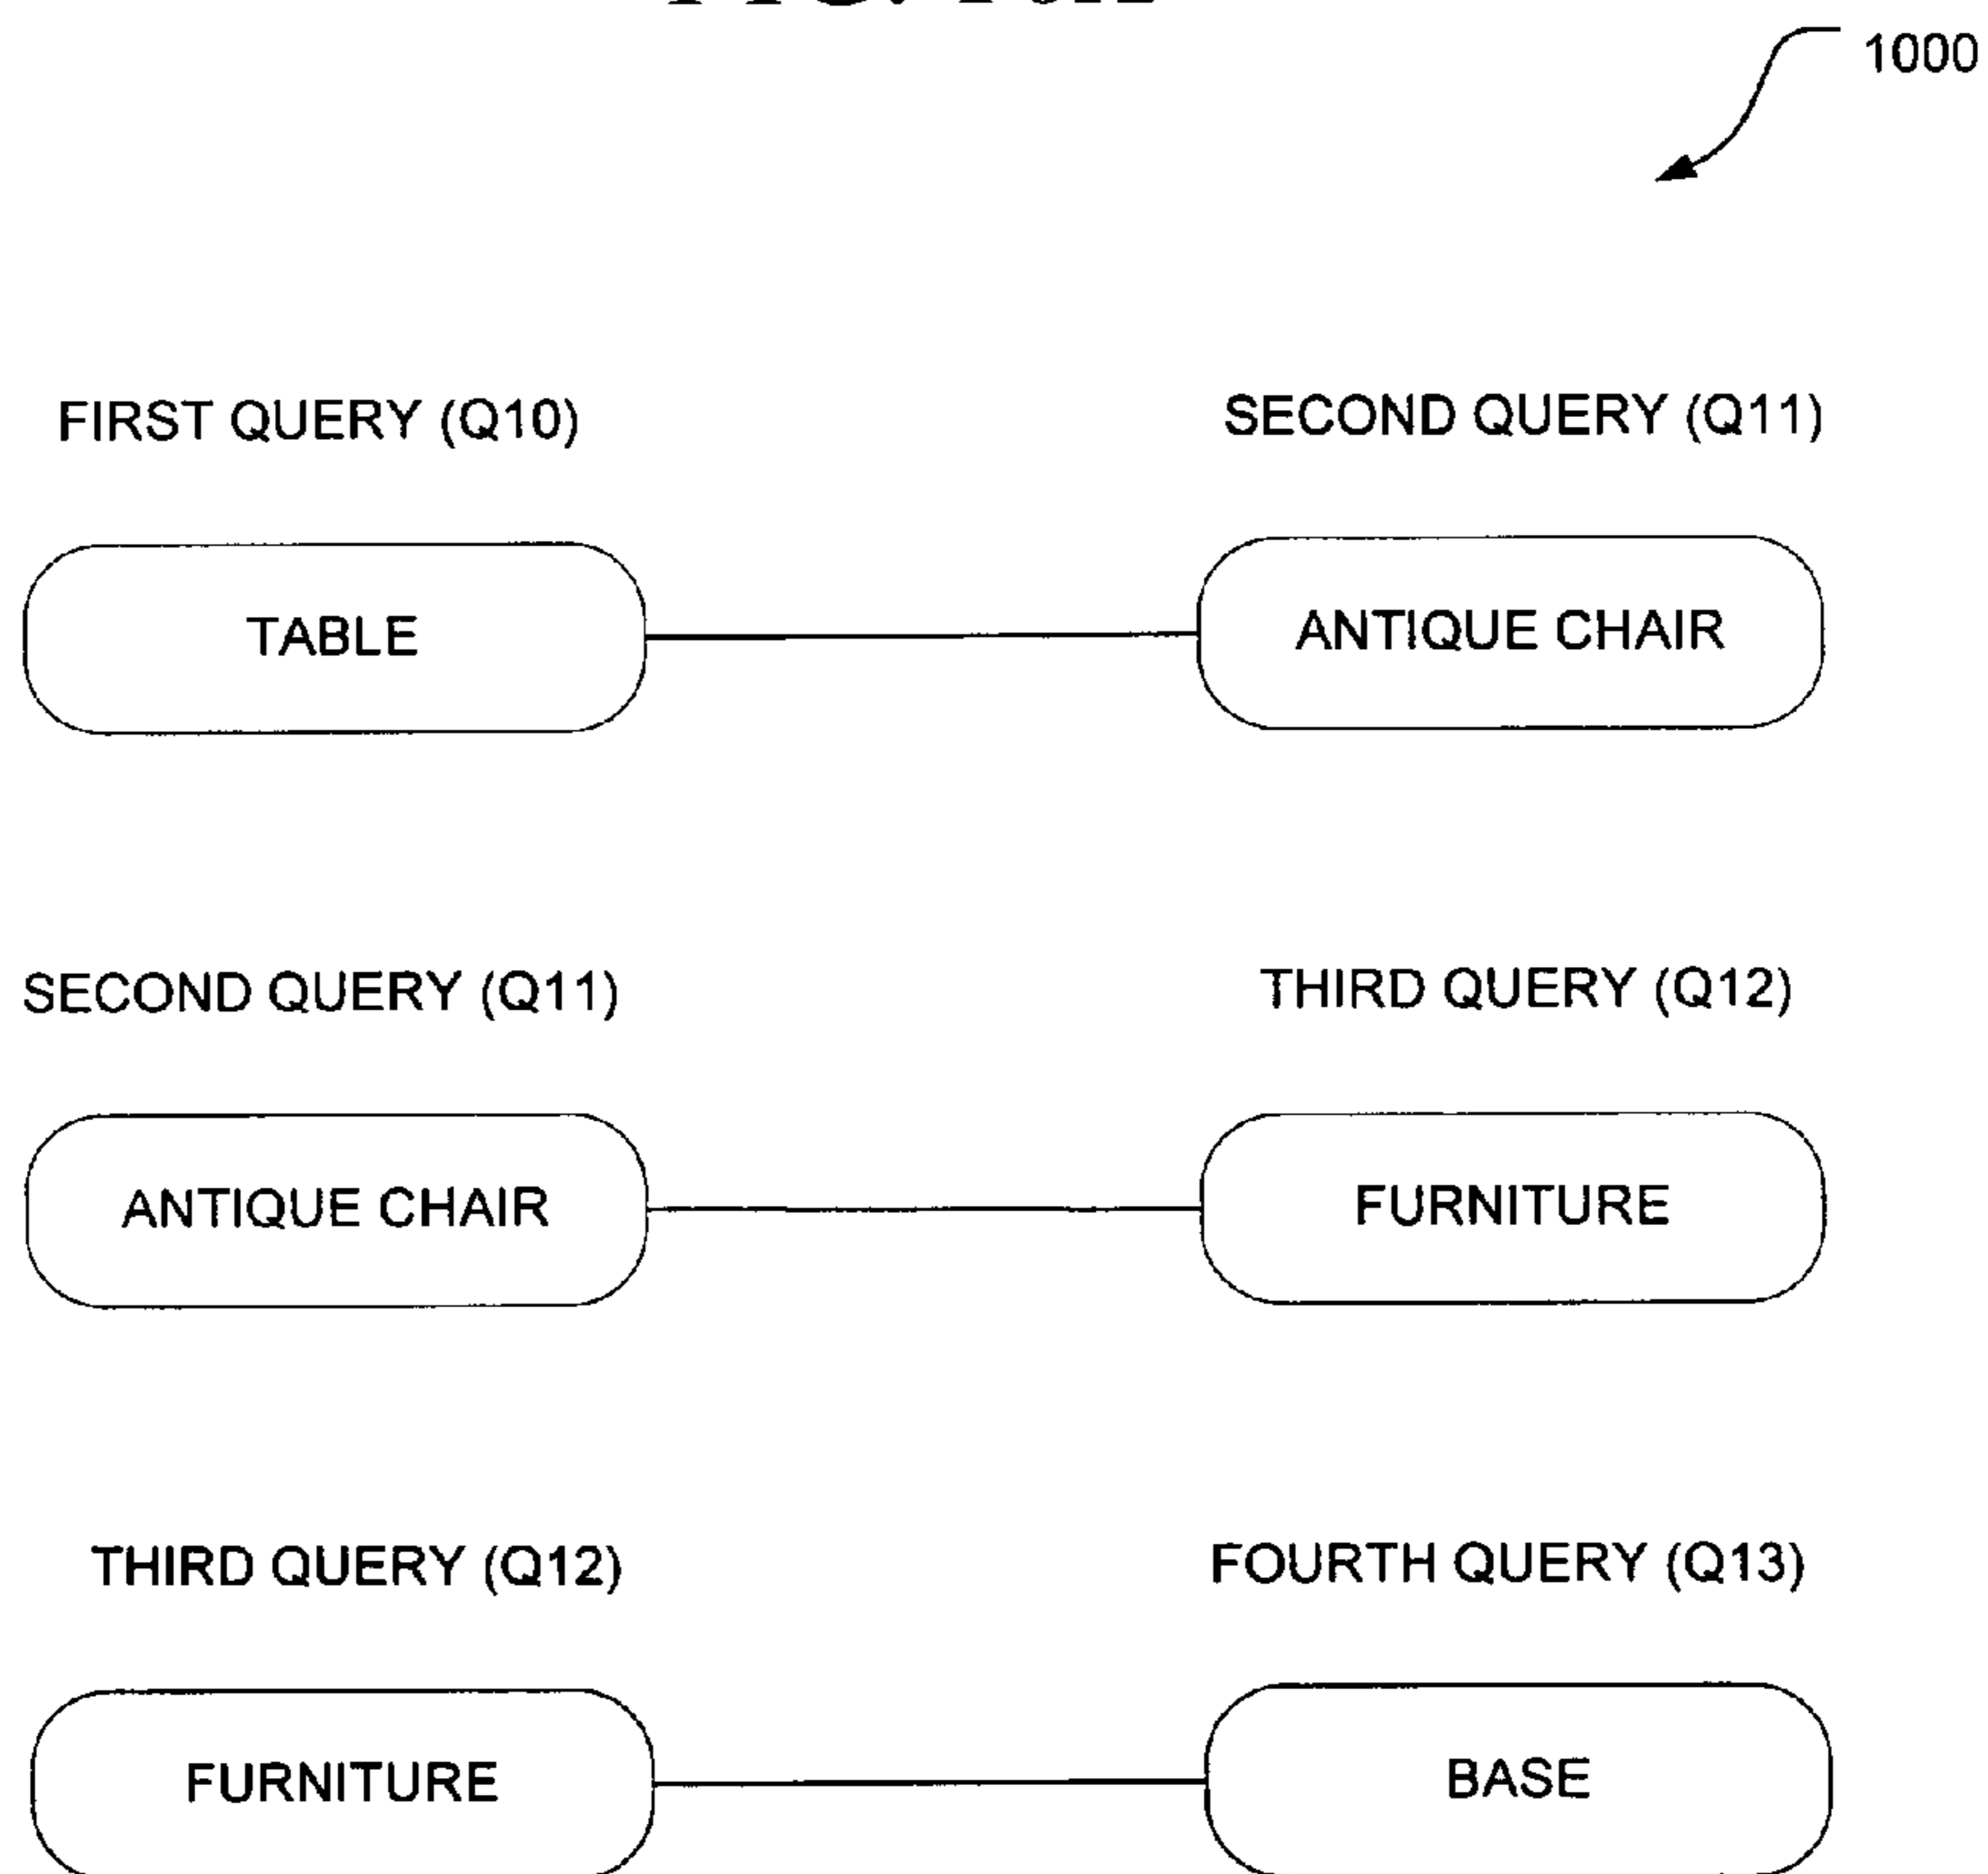 1000
FIRST QUERY (Q10)
SECOND QUERY (Q11)
TABLE
ANTIQUE CHAIR
SECOND QUERY (Q11)
THIRD QUERY (Q12)
ANTIQUE CHAIR
FURNITURE
THIRD QUERY (Q12)
FOURTH QUERY (Q13)
FURNITURE
BASE